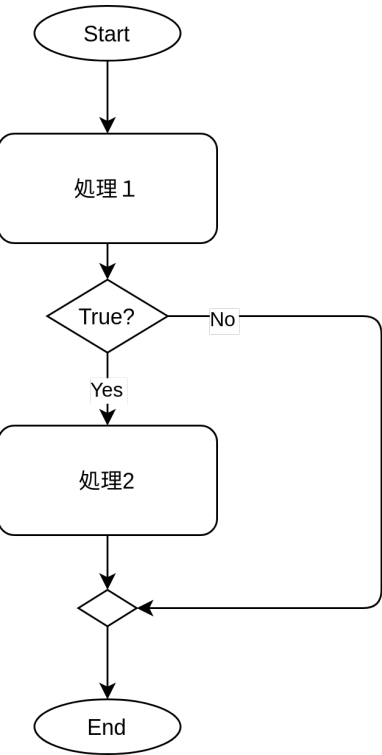 Start
処理１
True?
No
Yes
処理2
End